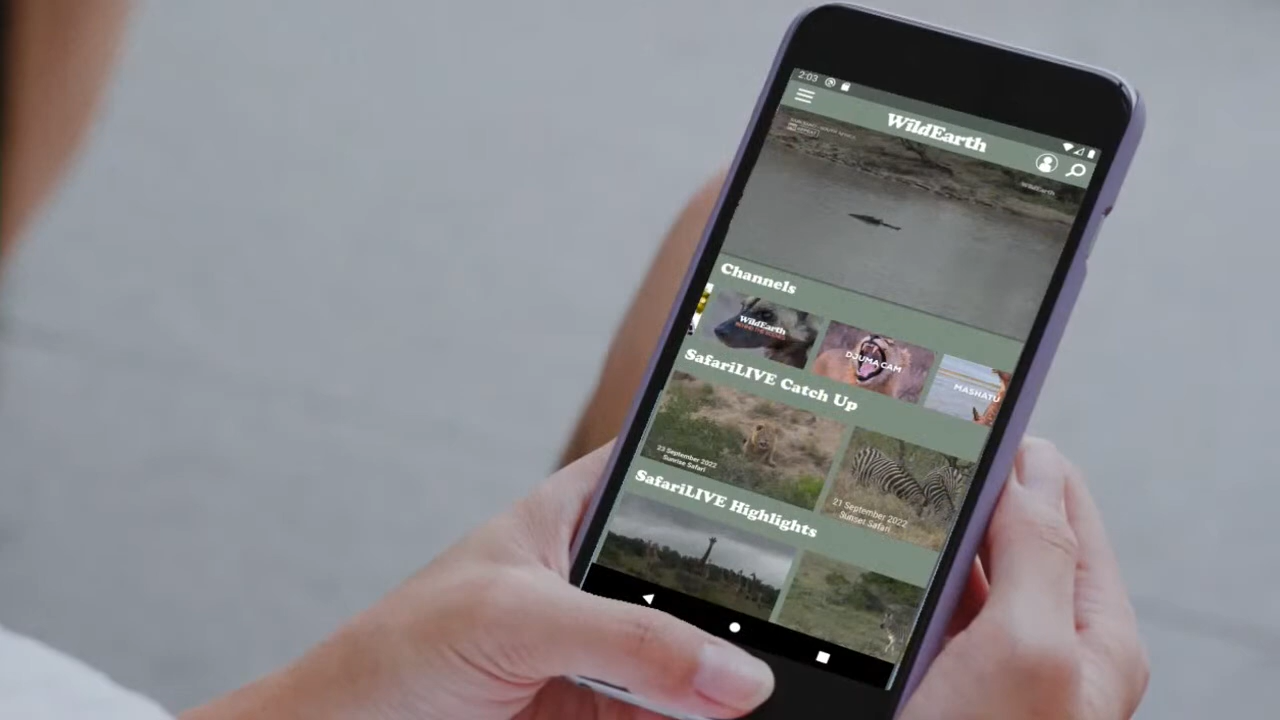 2:03
WildEarth
WildEarth
Channels
WildEarth
DJUMA CAM
MASHATU
SafariLIVE Catch Up
23 September 2022
Sunrise Safari
21 September 2022
Sunset Safari
SafariLIVE Highlights